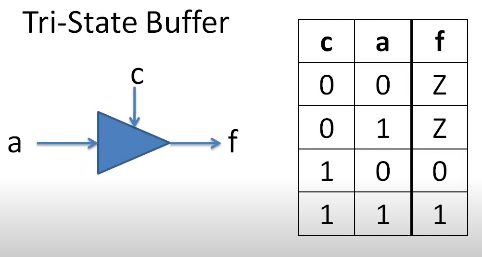 Tri-State Buffer
c
a
f
c a f
0 0 Z
0 1 Z
1 0 0
1 1 1